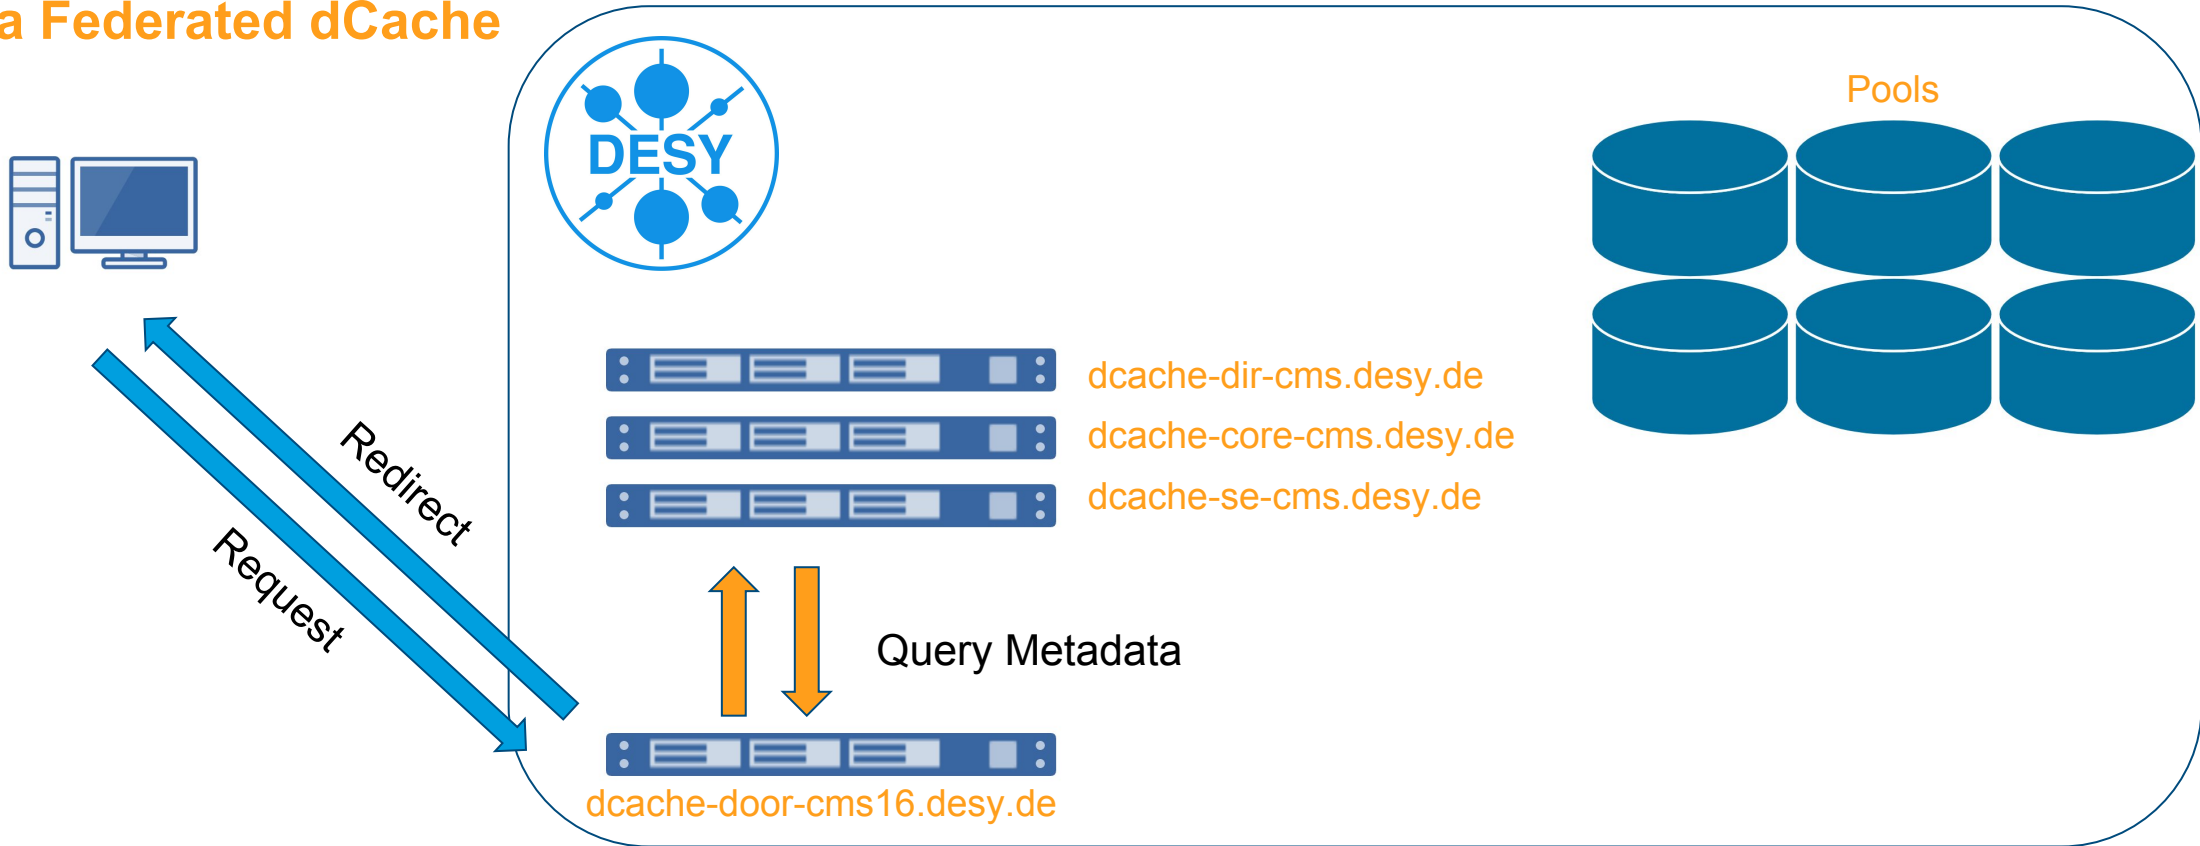 a Federated dCache
DESY
Pools
dcache-dir-cms.desy.de
dcache-core-cms.desy.de
dcache-se-cms.desy.de
Redirect
Request
Query Metadata
dcache-door-cms16.desy.de